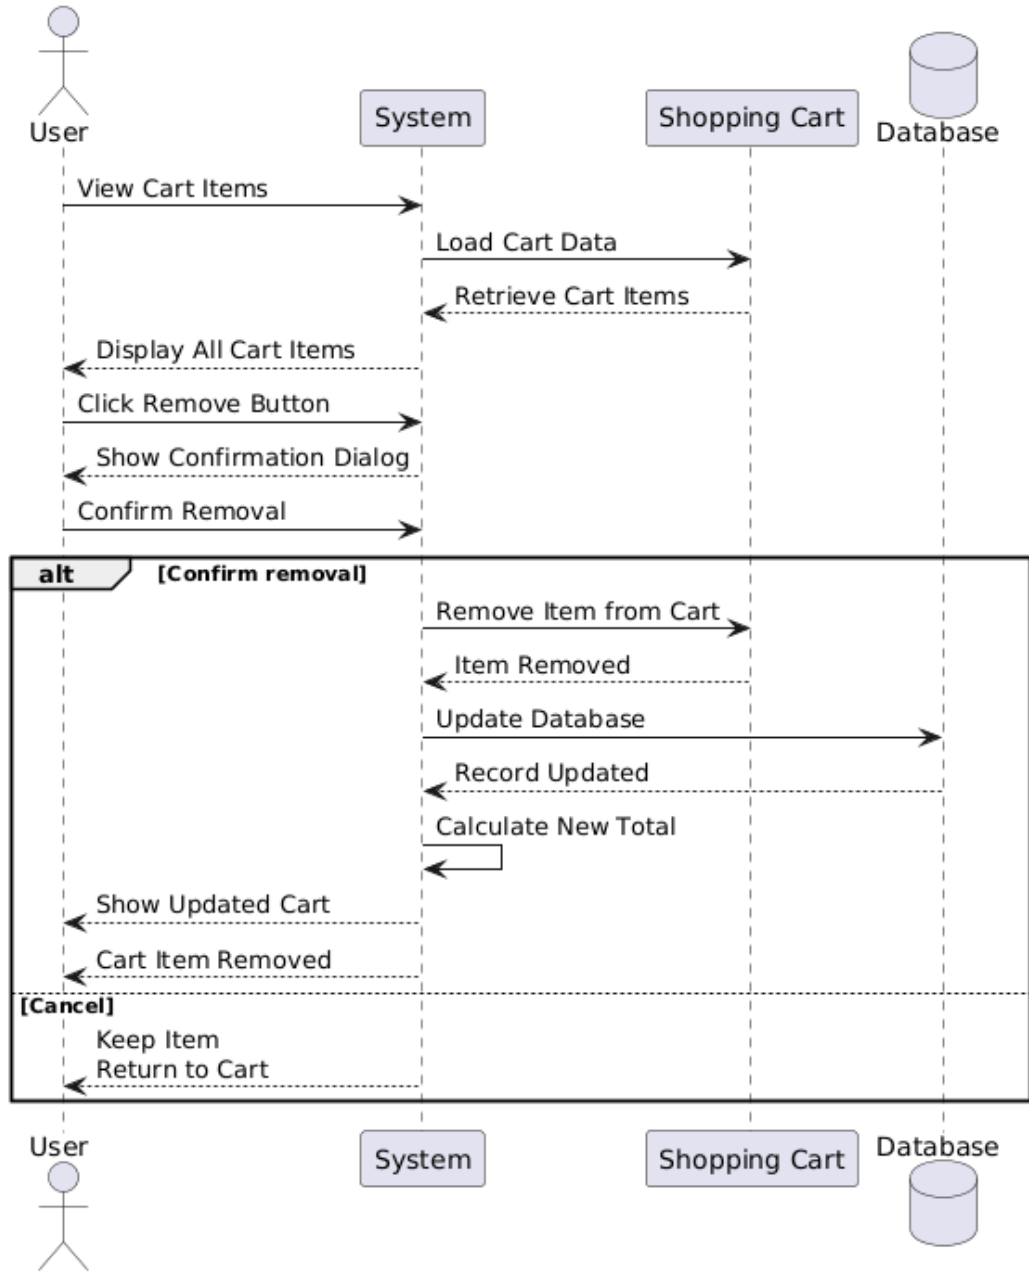 User
System
Shopping Cart
Database
View Cart Items
Load Cart Data
Retrieve Cart Items
Display All Cart Items
Click Remove Button
Show Confirmation Dialog
Confirm Removal
alt
[Confirm removal]
Remove Item from Cart
Item Removed
Update Database
Record Updated
Calculate New Total
Show Updated Cart
Cart Item Removed
[Cancel]
Keep Item
Return to Cart
User
System
Shopping Cart
Database